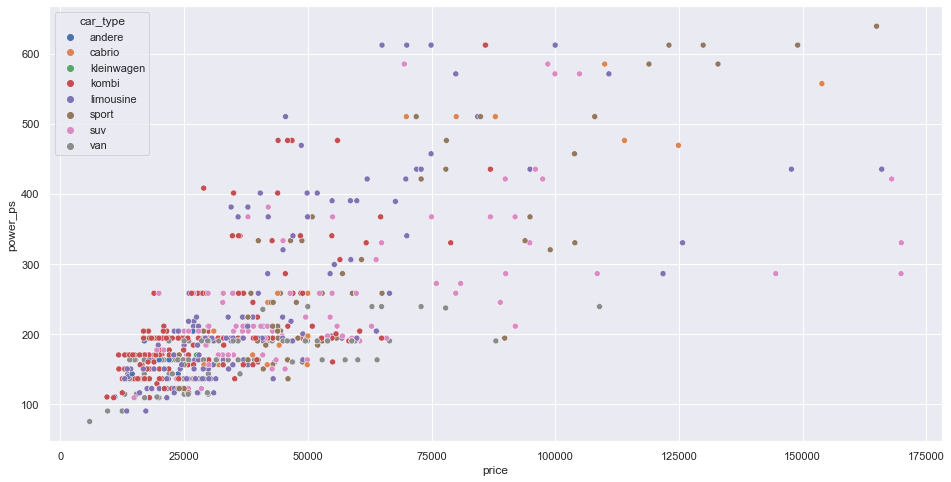 car_type
andere
cabrio
kleinwagen
kombi
limousine
sport
suv
van
600
500
400
300
200
100
power_ps
0
25000
50000
75000
100000
125000
150000
175000
price